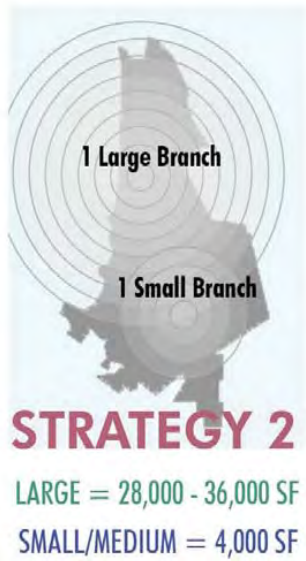 1 Large Branch
1 Small Branch
STRATEGY 2
LARGE = 28,000 - 36,000 SF
SMALL/MEDIUM = 4,000 SF